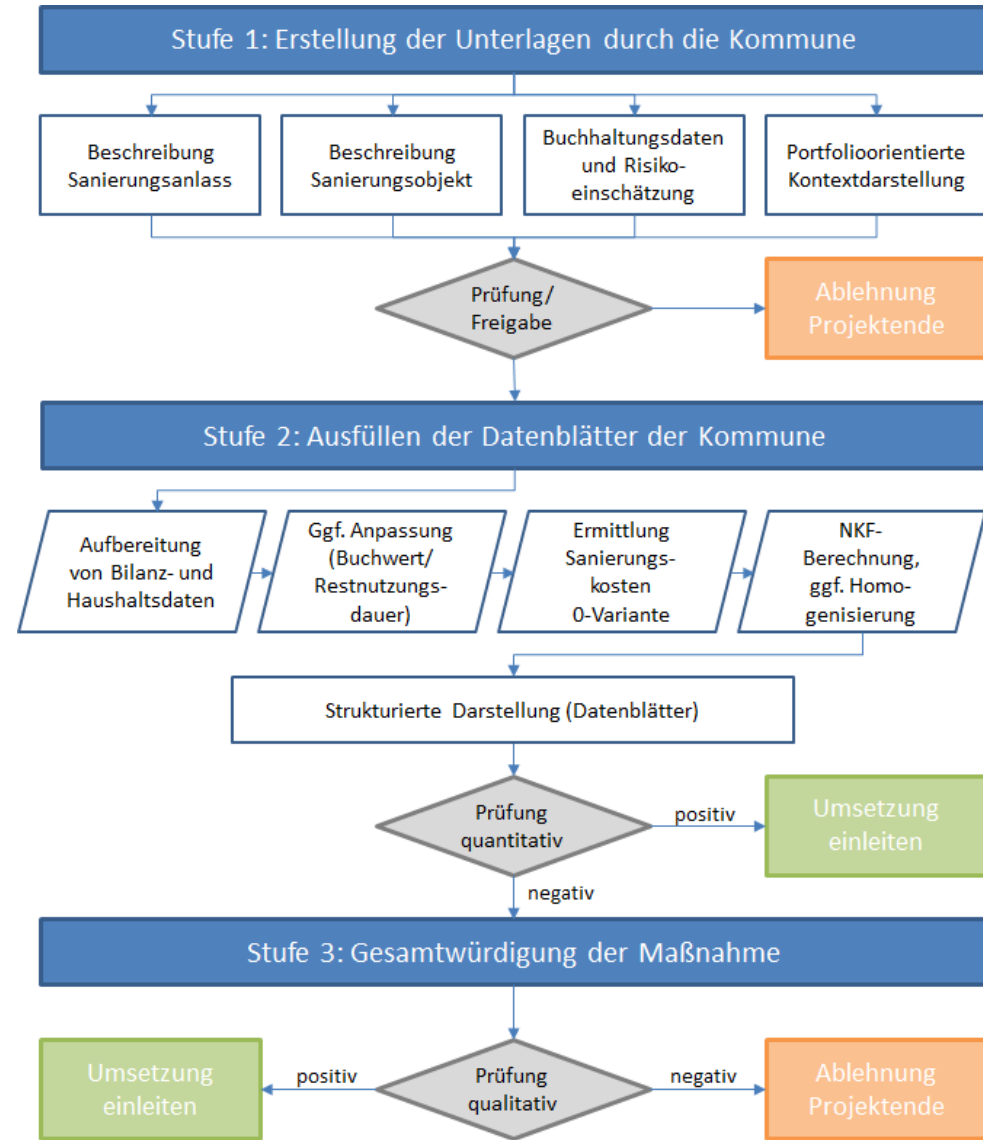 Stufe 1: Erstellung der Unterlagen durch die Kommune
Beschreibung
Sanierungsanlass
Beschreibung
Sanierungsobjekt
Buchhaltungsdaten
und Risiko-
einschätzung
Portfolioorientierte
Kontextdarstellung
Prüfung/
Freigabe
Ablehnung
Projektende
Stufe 2: Ausfüllen der Datenblätter der Kommune
Aufbereitung
von Bilanz- und
Haushaltsdaten
Ggf. Anpassung
(Buchwert/
Restnutzungs-
dauer)
Ermittlung
Sanierungs-
kosten
0-Variante
NKF-
Berechnung,
ggf. Homo-
genisierung
Strukturierte Darstellung (Datenblätter)
Prüfung
quantitativ
positiv
Umsetzung
einleiten
negativ
Stufe 3: Gesamtwürdigung der Maßnahme
Umsetzung
einleiten
positiv
Prüfung
qualitativ
negativ
Ablehnung
Projektende